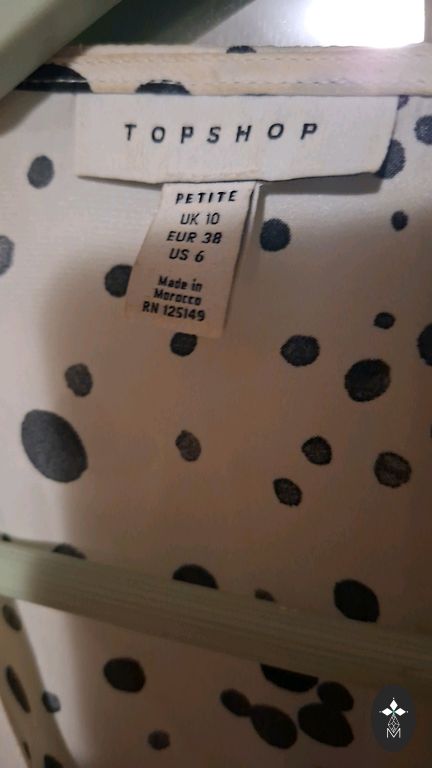 TOPSHOP
PETITE
UK 10
EUR 38
US 6
Made in
Morocco
RN 125149
M